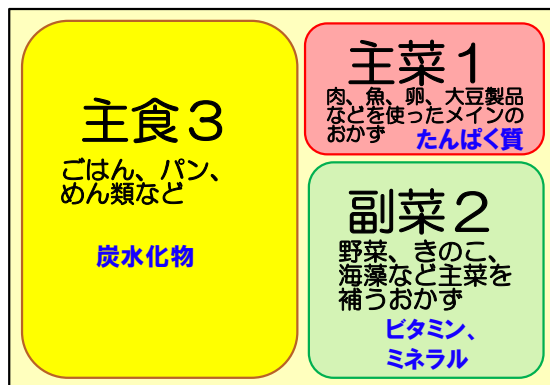 主食３
ごはん、パン、
めん類など
炭水化物
主菜１
肉、魚、卵、大豆製品
などを使ったメインの
おかず
たんぱく質
副菜２
野菜、きのこ、
海藻など主菜を
補うおかず
ビタミン、
ミネラル